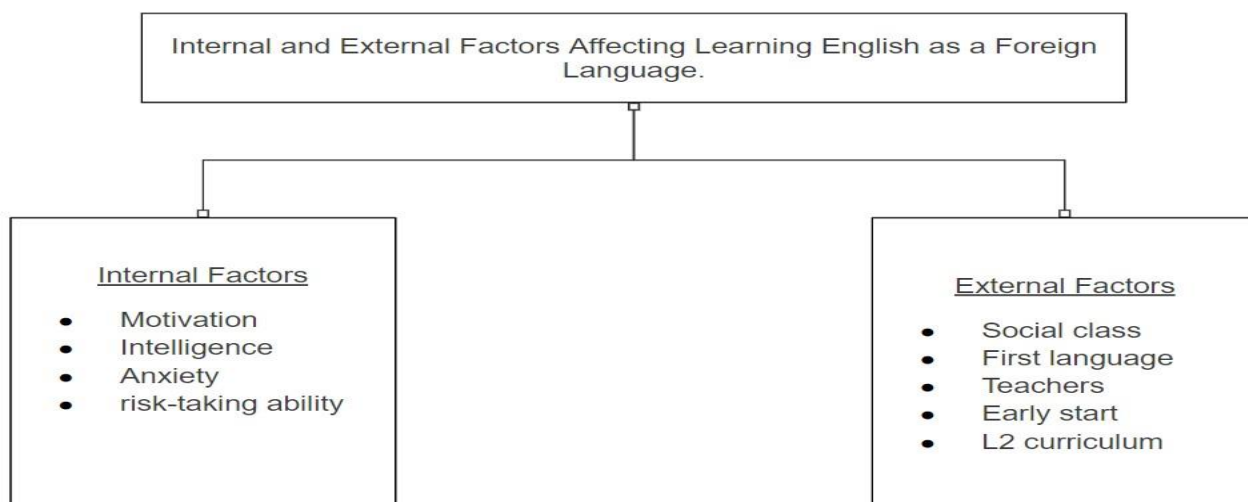 Internal and External Factors Affecting Learning English as a Foreign
Language.
Internal Factors
● Motivation
● Intelligence
● Anxiety
● risk-taking ability
External Factors
● Social class
● First language
● Teachers
● Early start
● L2 curriculum